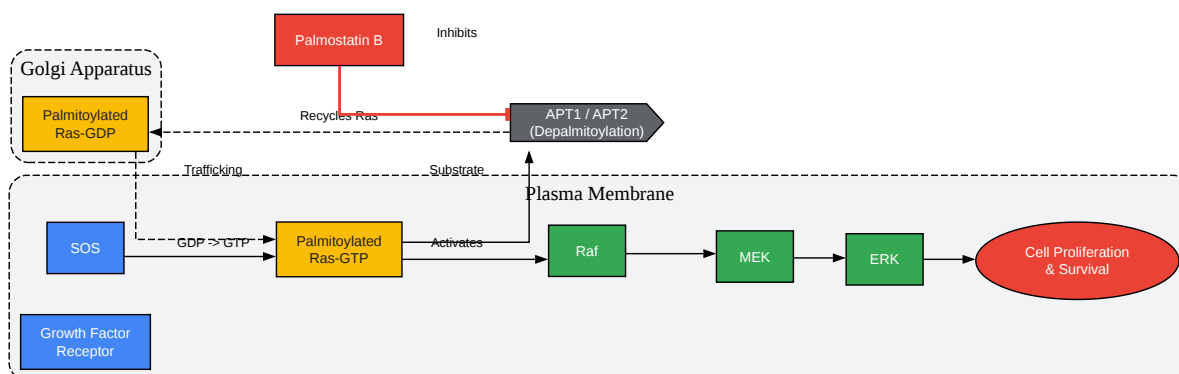 Palmostatin B
Inhibits
Golgi Apparatus
Palmitoylated
Ras-GDP
Recycles Ras
APT1 / APT2
(Depalmitoylation)
Trafficking
Substrate
Plasma Membrane
SOS
GDP -> GTP
Palmitoylated
Ras-GTP
Activates
Raf
MEK
ERK
Cell Proliferation
& Survival
Growth Factor
Receptor